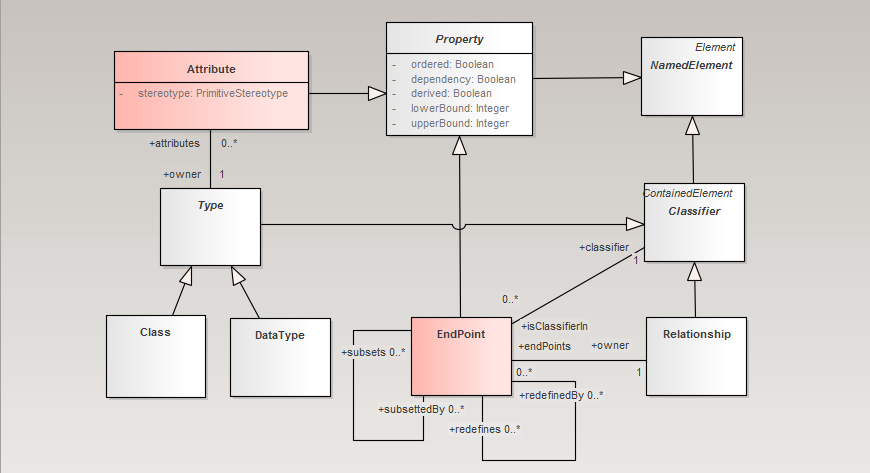 Property
Element
NamedElement
Attribute
- ordered: Boolean
- dependency: Boolean
- derived: Boolean
- lowerBound: Integer
- upperBound: Integer
- stereotype: PrimitiveStereotype
+attributes 0..*
+owner 1
Type
ContainedElement
Classifier
+classifier
1
0..*
+isClassifierIn
Class
DataType
EndPoint
Relationship
+endPoints +owner
0..* 1
+subsets 0..*
+subsettedBy 0..*
+redefinedBy 0..*
+redefines 0..*